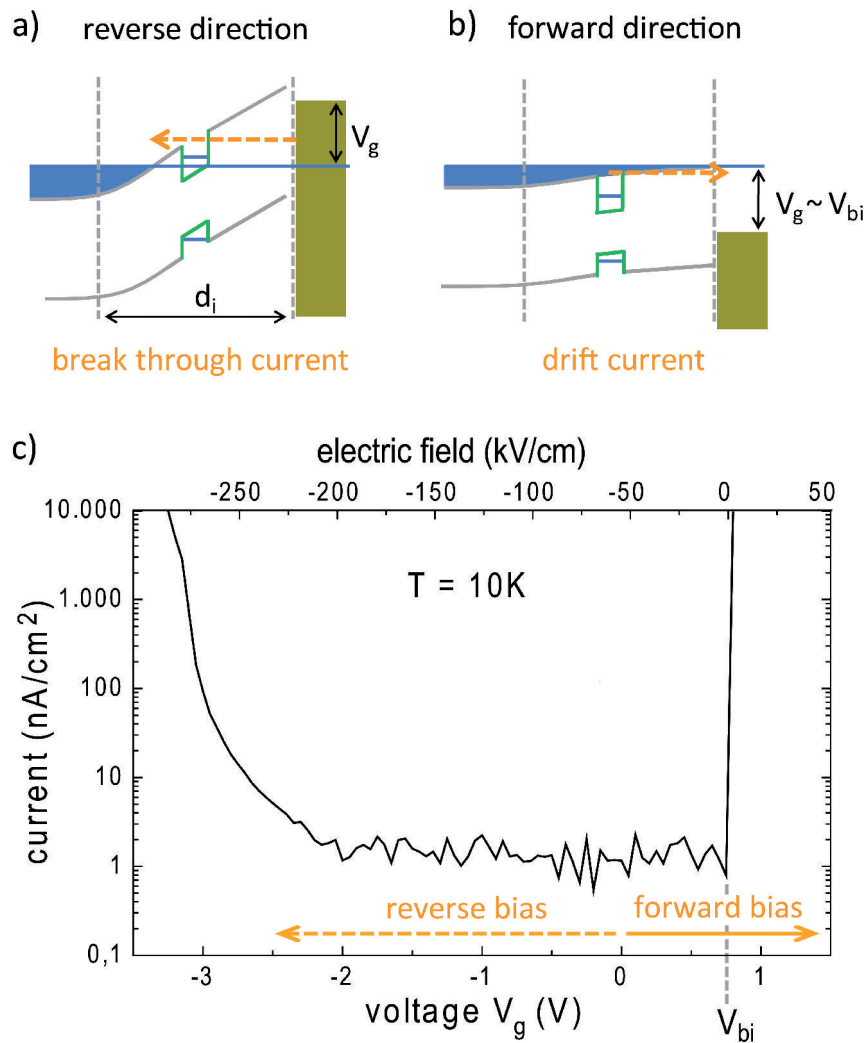 a) reverse direction
b) forward direction
V_g
V_g ~ V_bi
d_i
break through current
drift current
c)
electric field (kV/cm)
-250 -200 -150 -100 -50 0 50
10.000
1.000
100
10
1
0,1
current (nA/cm²)
T = 10K
reverse bias
forward bias
-3 -2 -1 0 1
voltage V_g (V)
V_bi